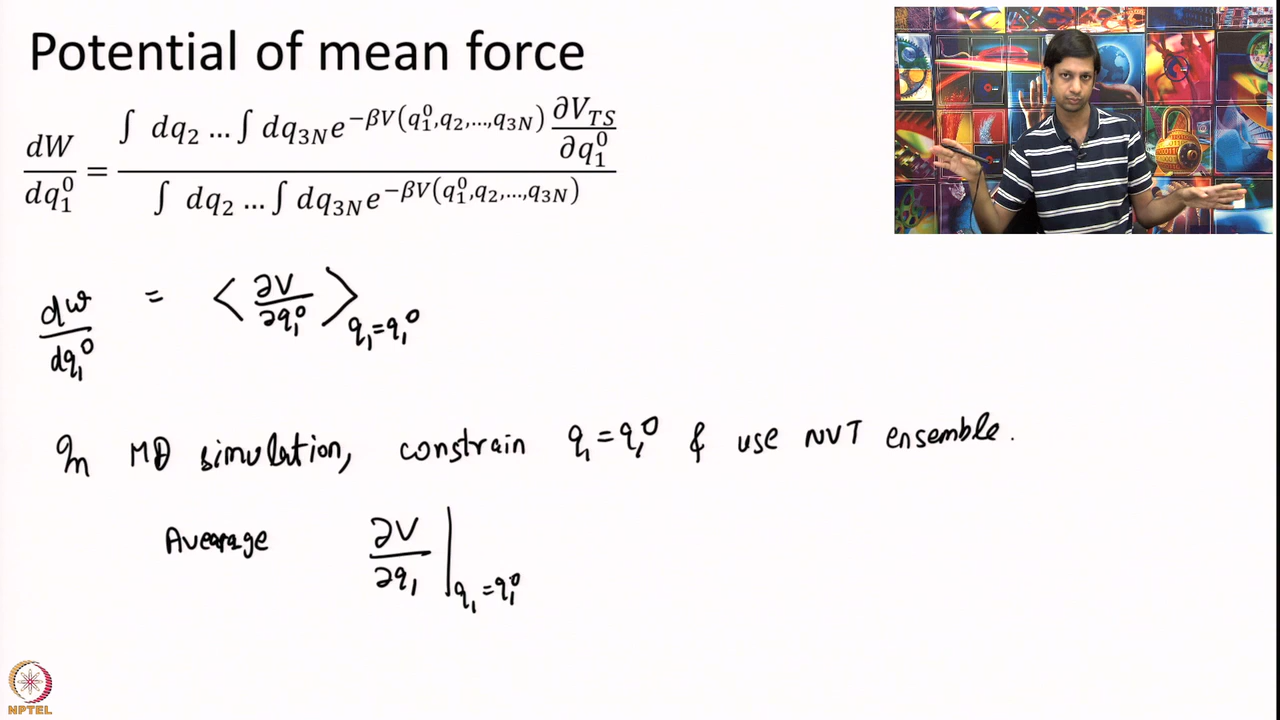 Potential of mean force
dW/dq₁⁰ = ∫ dq₂ … ∫ dq₃N e^−βV(q₁⁰,q₂,…,q₃N) ∂V_TS/∂q₁⁰ / ∫ dq₂ … ∫ dq₃N e^−βV(q₁⁰,q₂,…,q₃N)
dW/dq₁⁰ = ⟨∂V/∂q₁⁰⟩ q₁=q₁⁰
In MD simulation, constrain q₁=q₁⁰ & use NVT ensemble.
Avearage ∂V/∂q₁ | q₁=q₁⁰
NPTEL